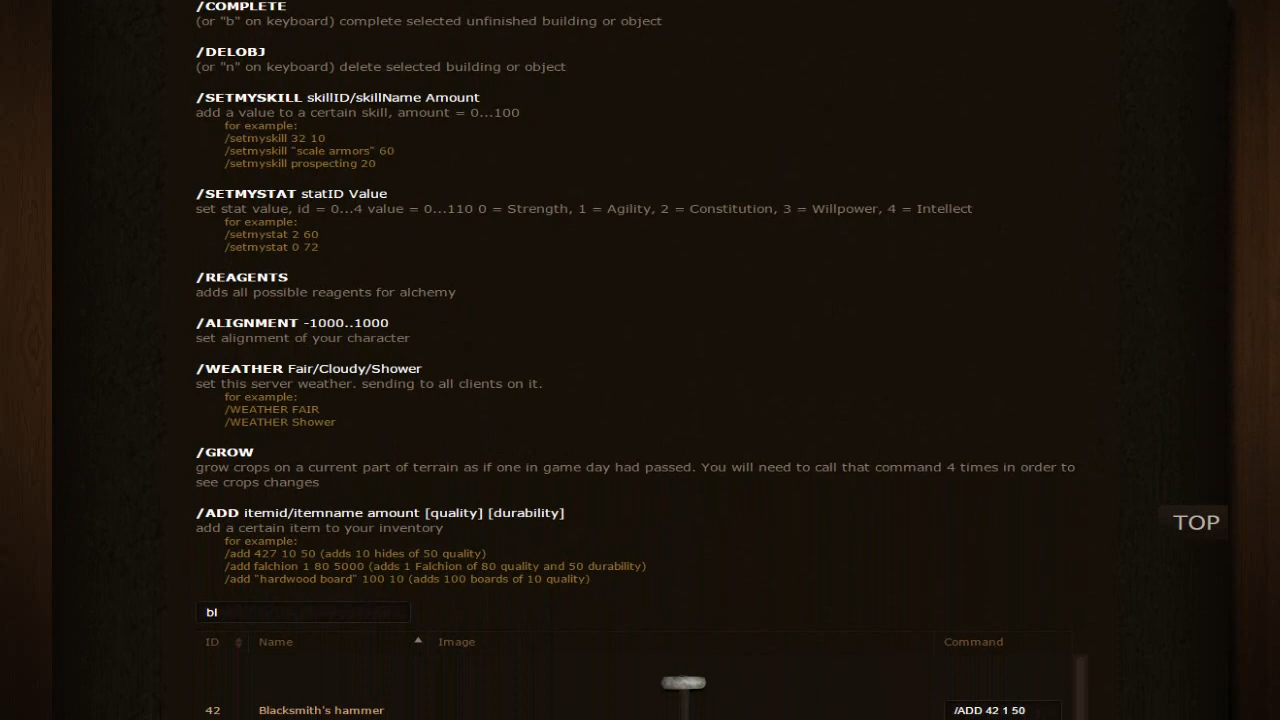 /COMPLETE
(or "b" on keyboard) complete selected unfinished building or object
/DELOBJ
(or "n" on keyboard) delete selected building or object
/SETMYSKILL skillID/skillName Amount
add a value to a certain skill, amount = 0...100
for example:
/setmyskill 32 10
/setmyskill "scale armors" 60
/setmyskill prospecting 20
/SETMYSTAT statID Value
set stat value, id = 0...4 value = 0...110 0 = Strength, 1 = Agility, 2 = Constitution, 3 = Willpower, 4 = Intellect
for example:
/setmystat 2 60
/setmystat 0 72
/REAGENTS
adds all possible reagents for alchemy
/ALIGNMENT -1000..1000
set alignment of your character
/WEATHER Fair/Cloudy/Shower
set this server weather. sending to all clients on it.
for example:
/WEATHER FAIR
/WEATHER Shower
/GROW
grow crops on a current part of terrain as if one in game day had passed. You will need to call that command 4 times in order to
see crops changes
/ADD itemid/itemname amount [quality] [durability]
add a certain item to your inventory
for example:
/add 427 10 50 (adds 10 hides of 50 quality)
/add falchion 1 80 5000 (adds 1 Falchion of 80 quality and 50 durability)
/add "hardwood board" 100 10 (adds 100 boards of 10 quality)
TOP
bl
ID Name Image Command
42 Blacksmith's hammer /ADD 42 1 50